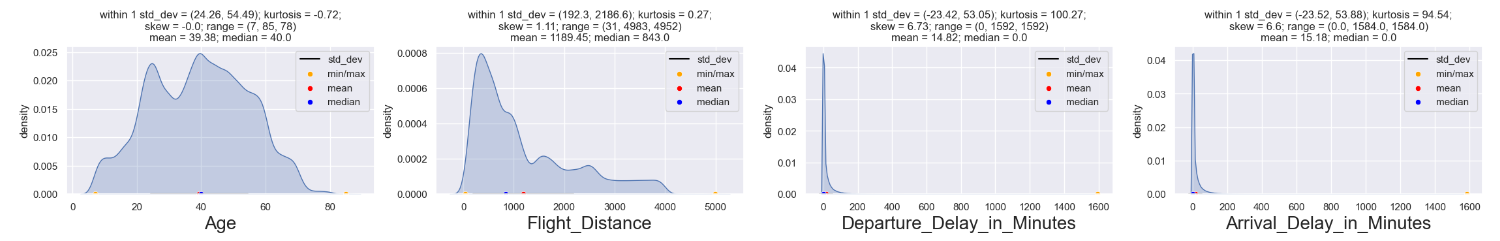 within 1 std_dev = (24.26, 54.49); kurtosis = -0.72;
skew = -0.0; range = (7, 85, 78)
mean = 39.38; median = 40.0
0.025
0.020
0.015
0.010
0.005
0.000
density
std_dev
min/max
mean
median
0
20
40
60
80
Age
within 1 std_dev = (192.3, 2186.6); kurtosis = 0.27;
skew = 1.11; range = (31, 4983, 4952)
mean = 1189.45; median = 843.0
0.0008
0.0006
0.0004
0.0002
0.0000
density
std_dev
min/max
mean
median
0
1000
2000
3000
4000
5000
Flight_Distance
within 1 std_dev = (-23.42, 53.05); kurtosis = 100.27;
skew = 6.73; range = (0, 1592, 1592)
mean = 14.82; median = 0.0
0.04
0.03
0.02
0.01
0.00
density
std_dev
min/max
mean
median
0
200
400
600
800
1000
1200
1400
1600
Departure_Delay_in_Minutes
within 1 std_dev = (-23.52, 53.88); kurtosis = 94.54;
skew = 6.6; range = (0.0, 1584.0, 1584.0)
mean = 15.18; median = 0.0
0.04
0.03
0.02
0.01
0.00
density
std_dev
min/max
mean
median
0
200
400
600
800
1000
1200
1400
1600
Arrival_Delay_in_Minutes